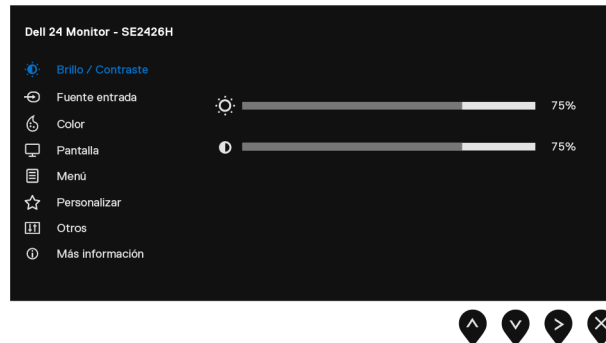 Dell 24 Monitor - SE2426H
Brillo / Contraste
Fuente entrada
75%
Color
Pantalla
75%
Menú
Personalizar
Otros
Más información